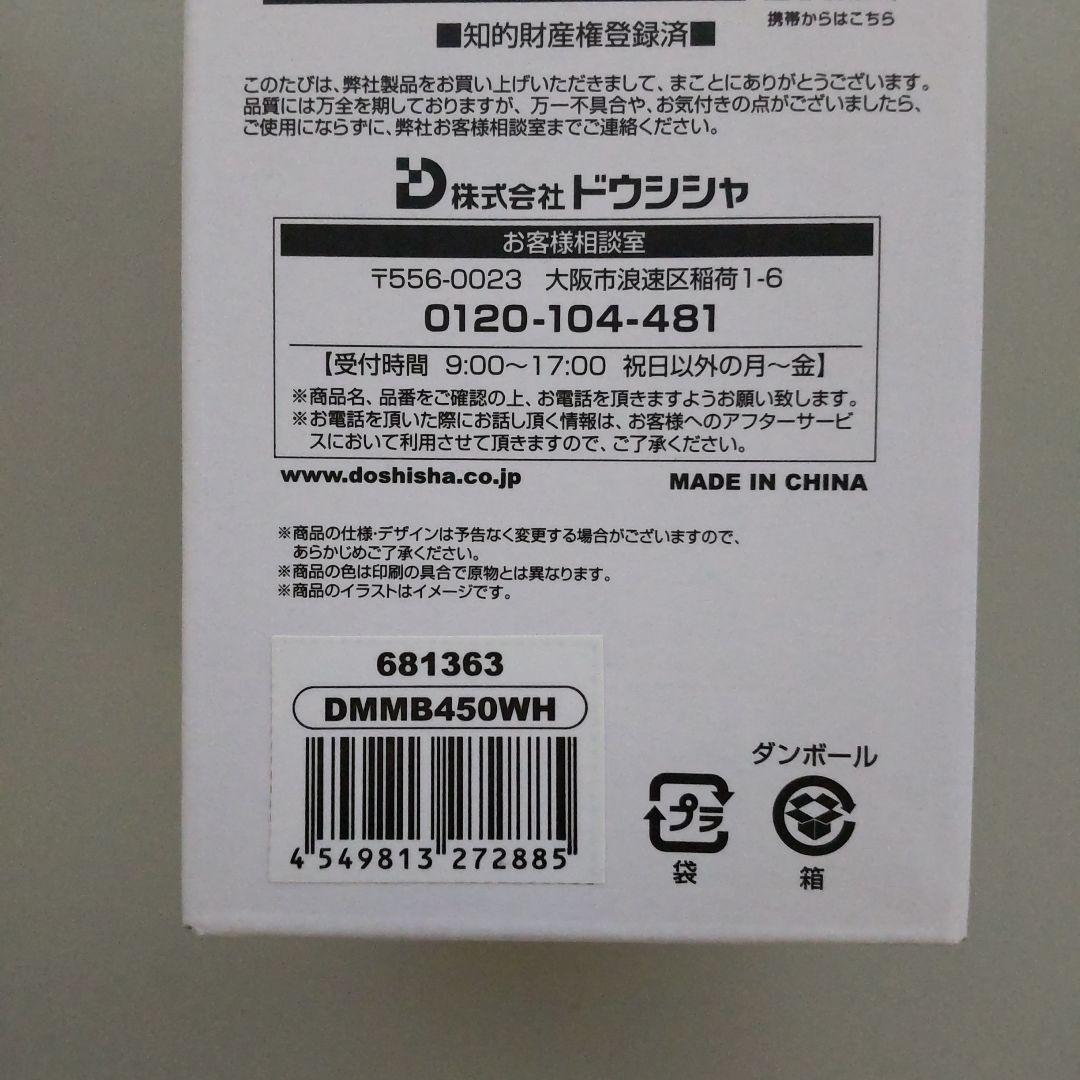 携帯からはこちら
■知的財産権登録済■
このたびは、弊社製品をお買い上げいただきまして、まことにありがとうございます。
品質には万全を期しておりますが、万一不具合や、お気付きの点がございましたら、
ご使用にならずに、弊社お客様相談室までご連絡ください。
株式会社ドウシシャ
お客様相談室
〒556-0023 大阪市浪速区稲荷1-6
0120-104-481
【受付時間 9:00〜17:00 祝日以外の月〜金】
※商品名、品番をご確認の上、お電話を頂きますようお願い致します。
※お電話を頂いた際にお話し頂く情報は、お客様へのアフターサービ
スにおいて利用させて頂きますので、ご了承ください。
www.doshisha.co.jp MADE IN CHINA
※商品の仕様・デザインは予告なく変更する場合がございますので、
あらかじめご了承ください。
※商品の色は印刷の具合で原物とは異なります。
※商品のイラストはイメージです。
681363
DMMB450WH
4 549813 272885
プラ
袋
ダンボール
箱